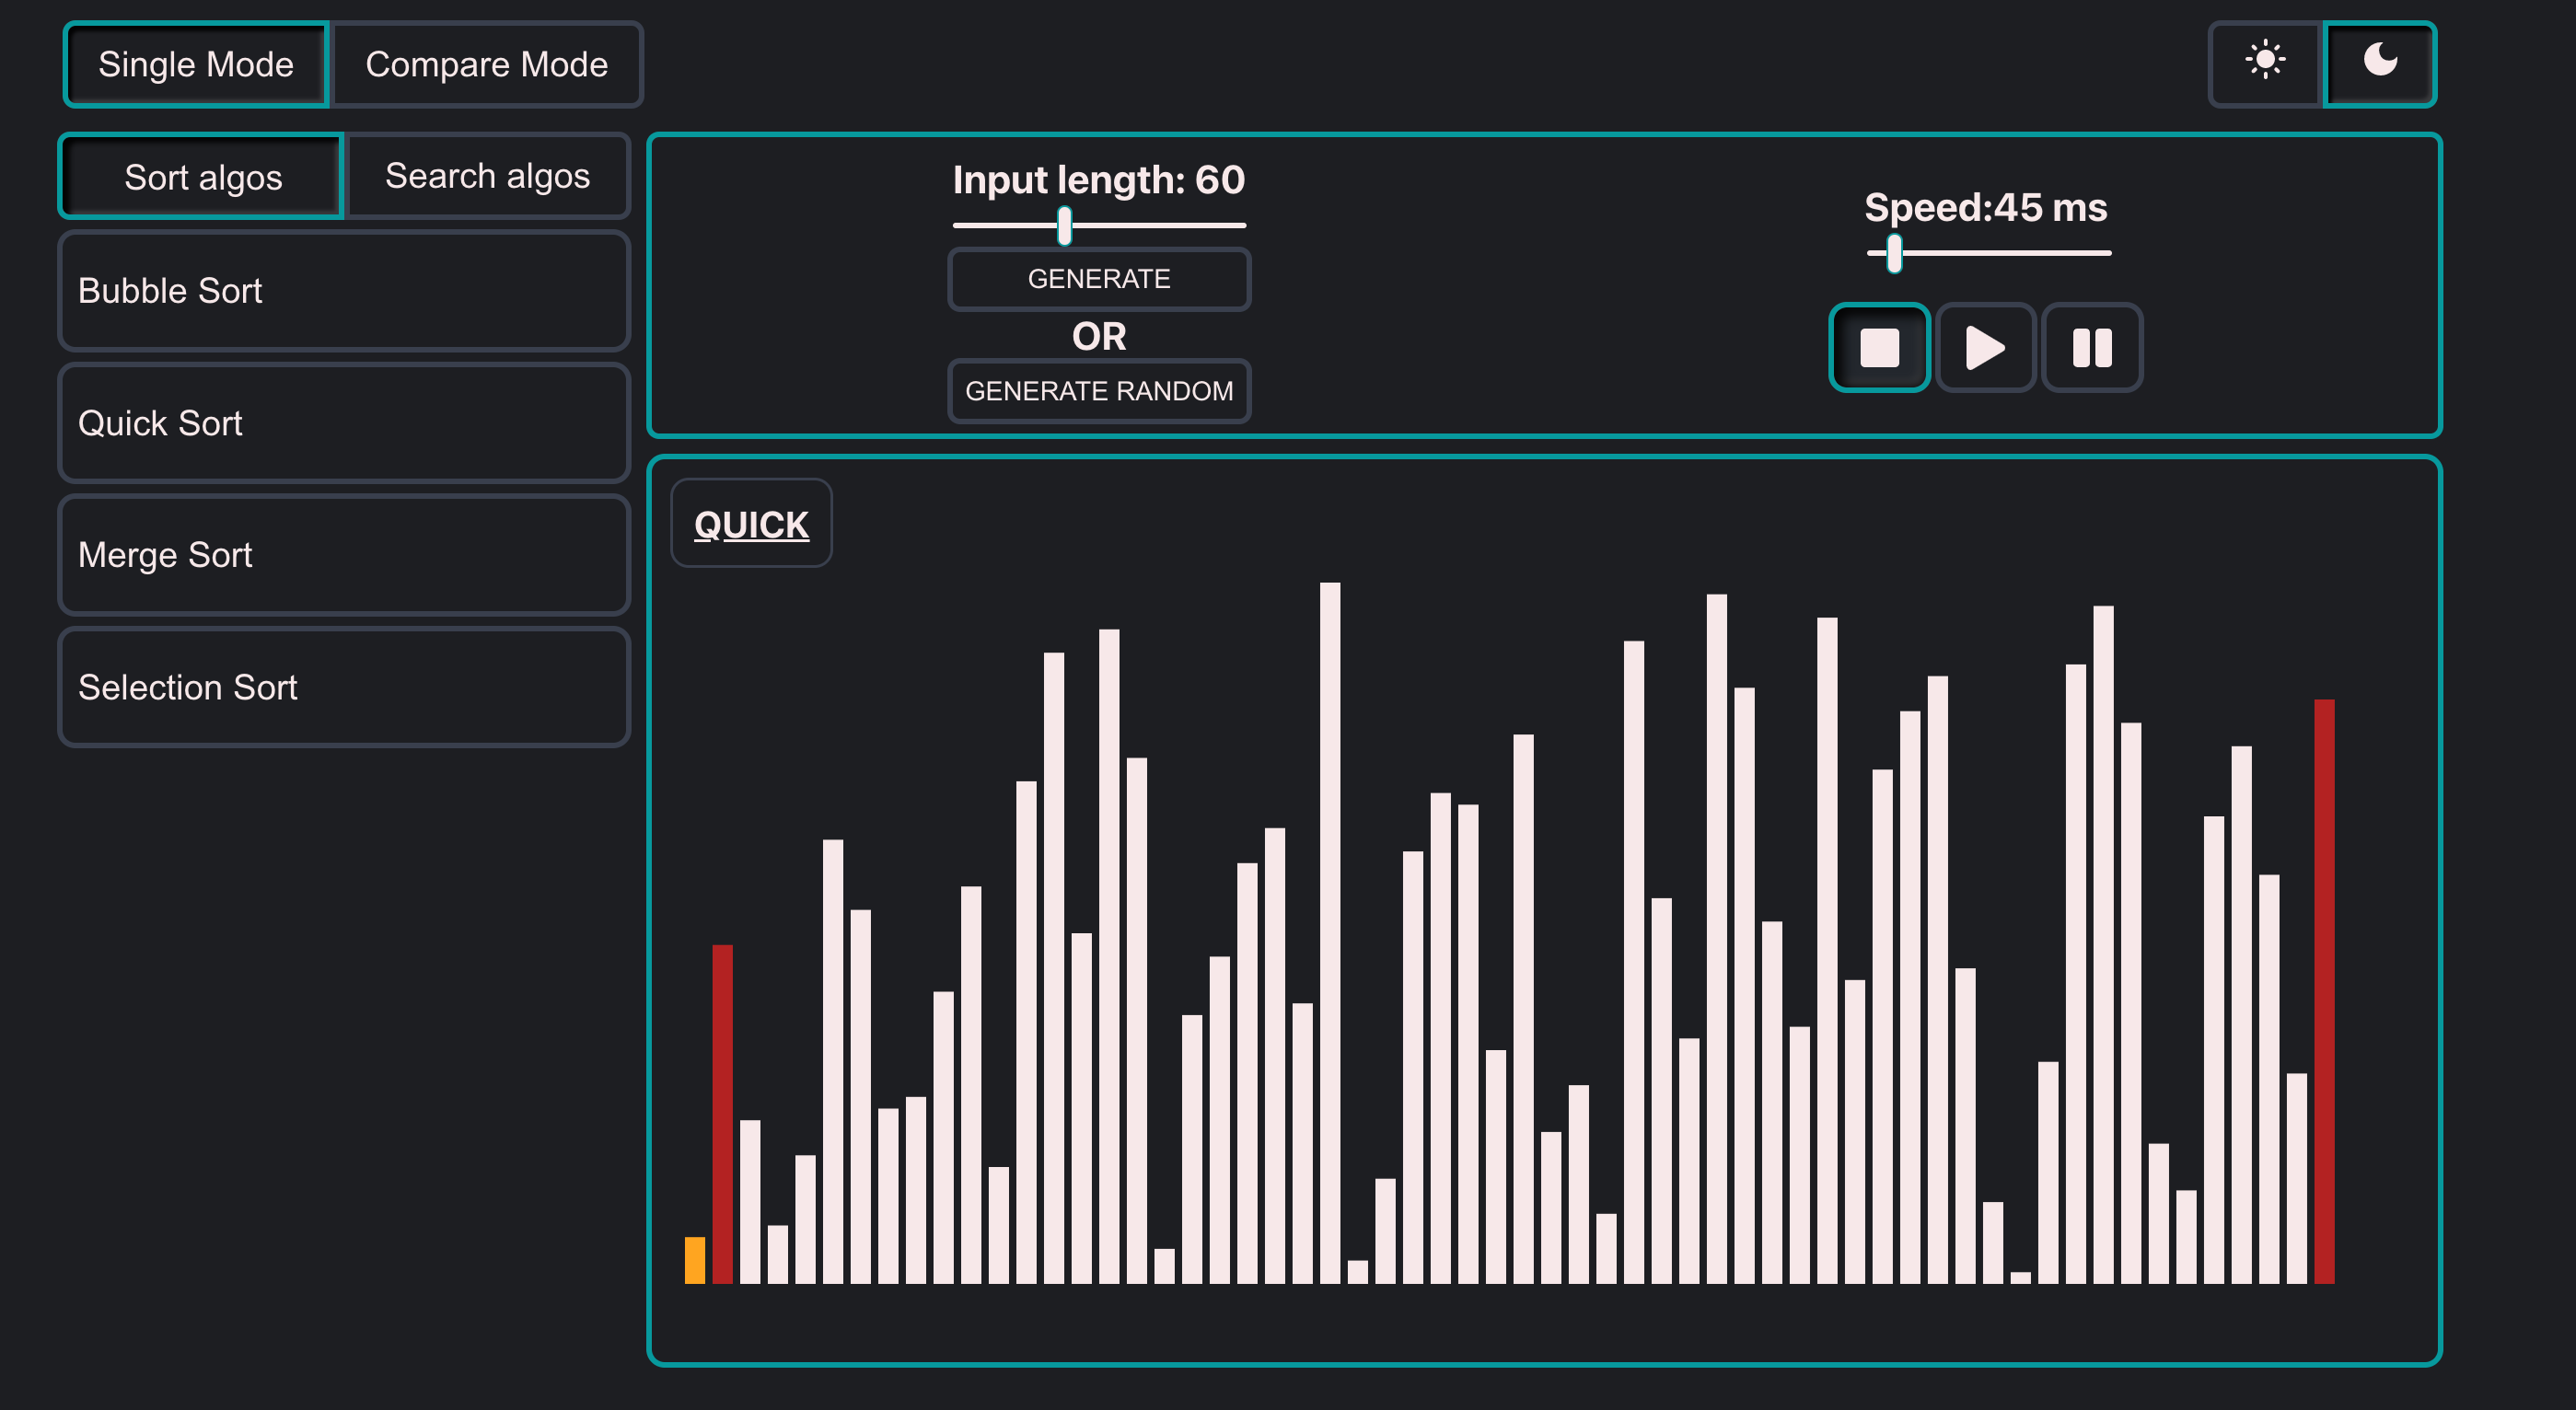 Single Mode
Compare Mode
Sort algos
Search algos
Bubble Sort
Quick Sort
Merge Sort
Selection Sort
Input length: 60
GENERATE
OR
GENERATE RANDOM
Speed:45 ms
QUICK